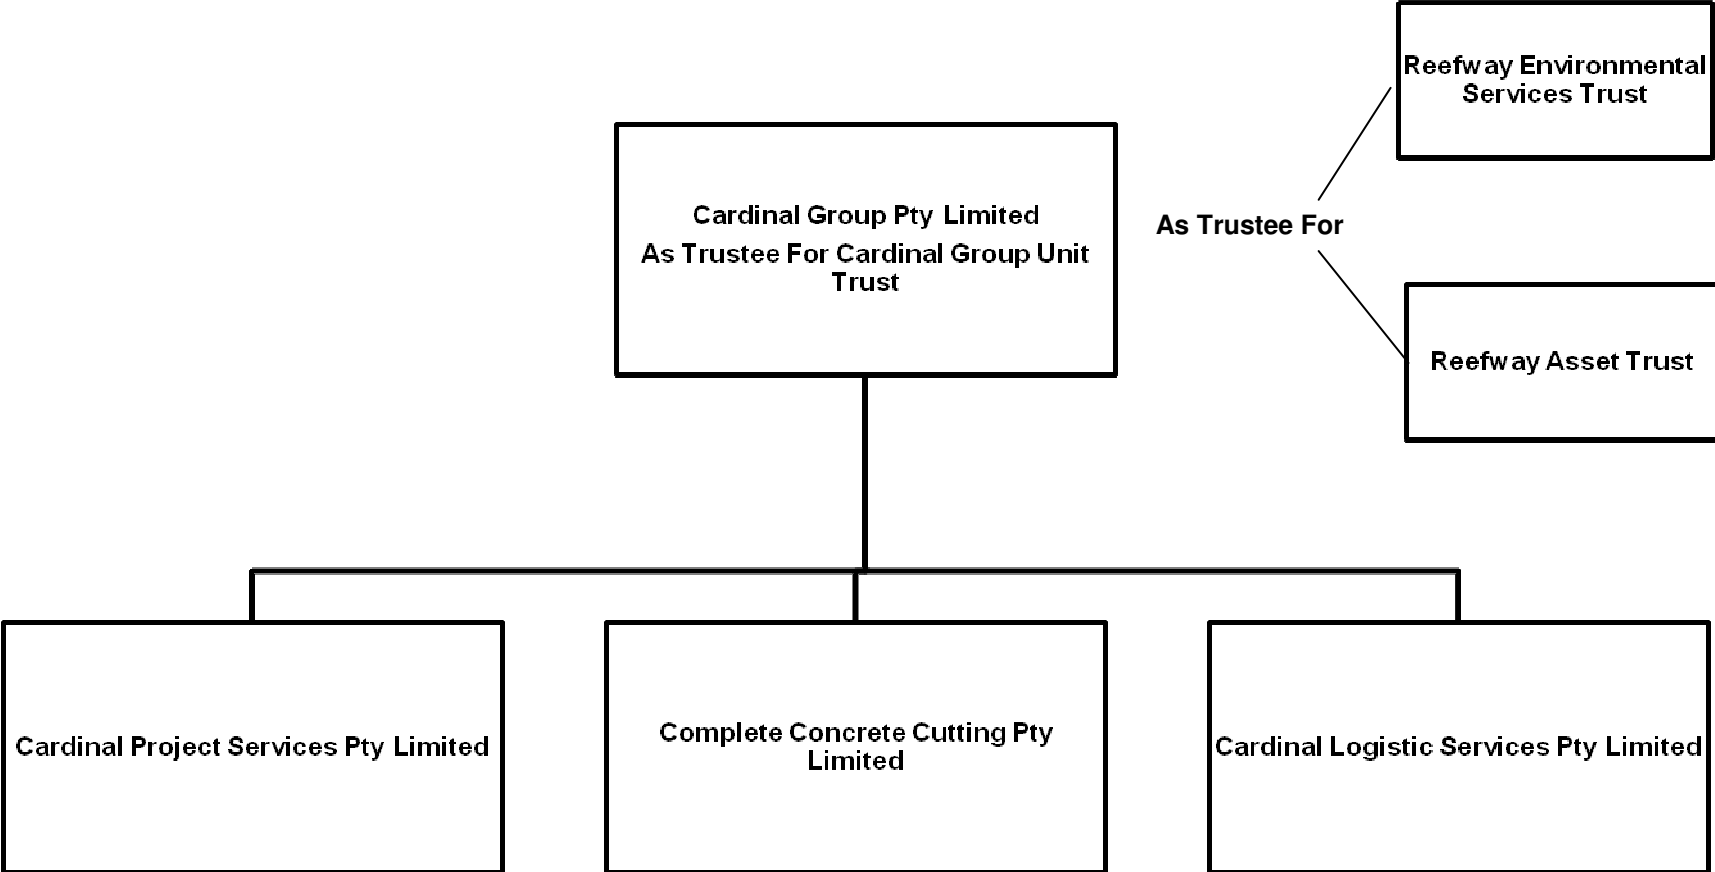 Reefway Environmental
Services Trust
Cardinal Group Pty Limited
As Trustee For Cardinal Group Unit
Trust
As Trustee For
Reefway Asset Trust
Cardinal Project Services Pty Limited
Complete Concrete Cutting Pty
Limited
Cardinal Logistic Services Pty Limited